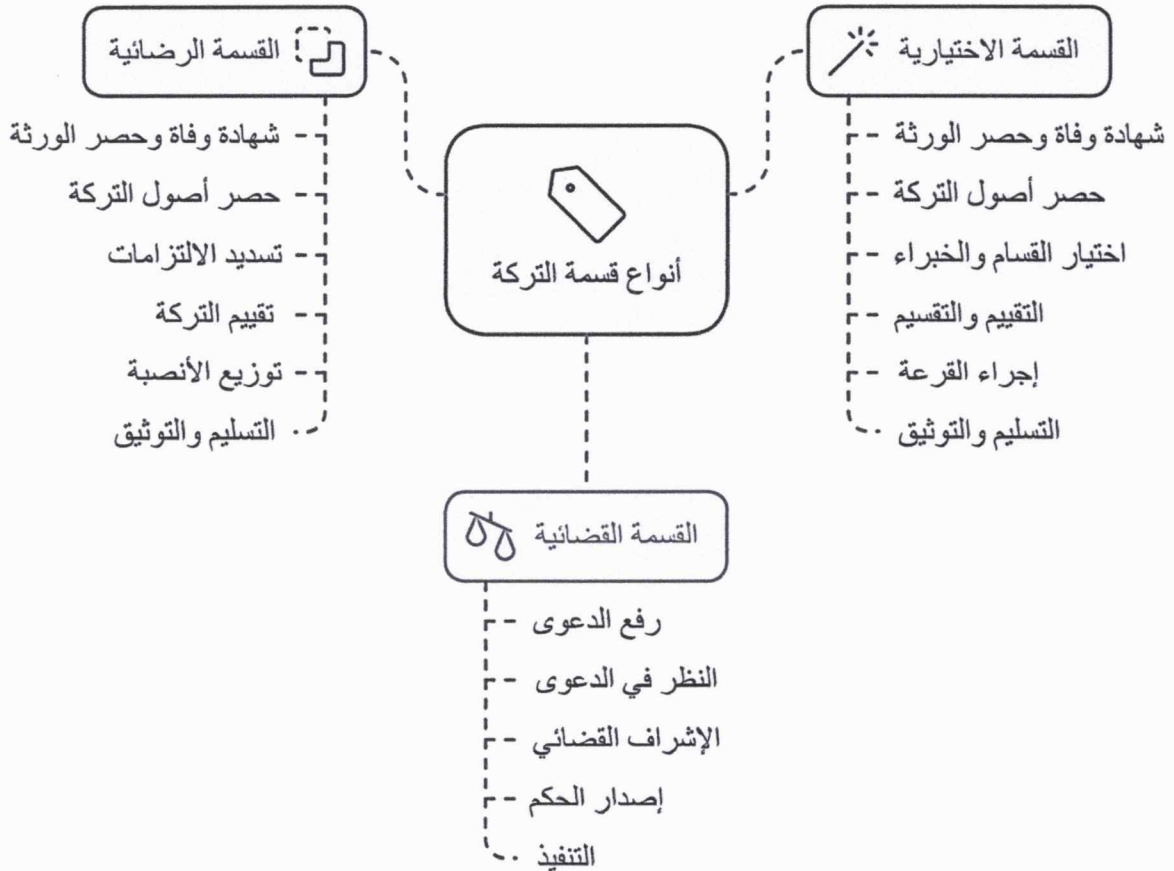 القسمة الاختيارية
شهادة وفاة وحصر الورثة
حصر أصول التركة
اختيار القسام والخبراء
التقييم والتقسيم
إجراء القرعة
التسليم والتوثيق
أنواع قسمة التركة
القسمة الرضائية
شهادة وفاة وحصر الورثة
حصر أصول التركة
تسديد الالتزامات
تقييم التركة
توزيع الأنصبة
التسليم والتوثيق
القسمة القضائية
رفع الدعوى
النظر في الدعوى
الإشراف القضائي
إصدار الحكم
التنفيذ